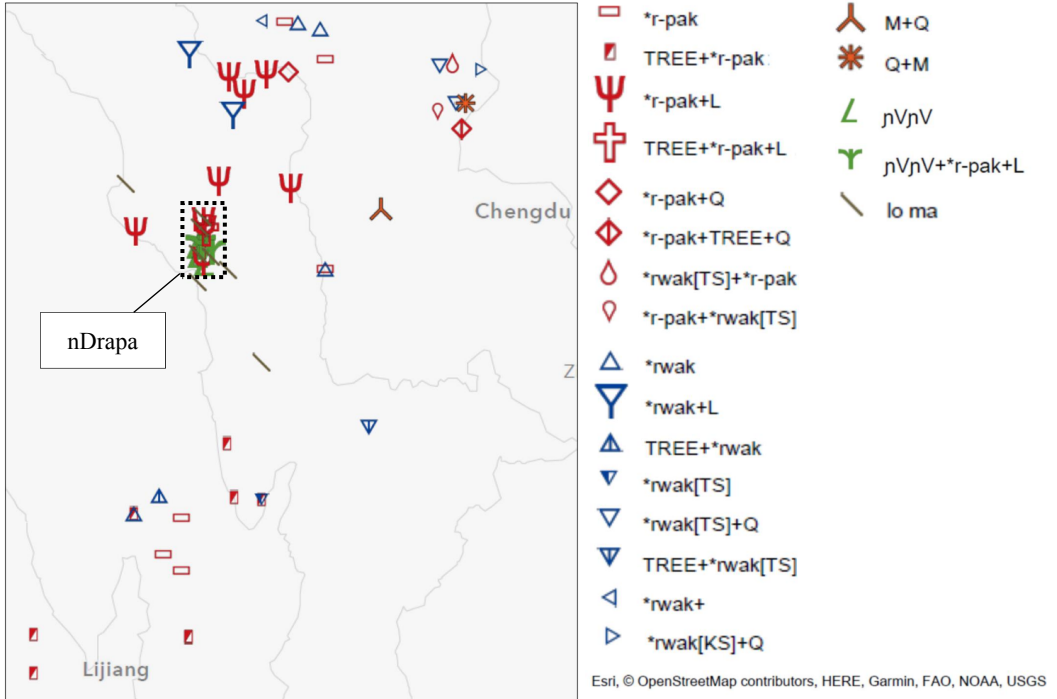 Chengdu
nDrapa
Z
Lijiang
*r-pak
TREE+*r-pak
*r-pak+L
TREE+*r-pak+L
*r-pak+Q
*r-pak+TREE+Q
*rwak[TS]+*r-pak
*r-pak+*rwak[TS]
*rwak
*rwak+L
TREE+*rwak
*rwak[TS]
*rwak[TS]+Q
TREE+*rwak[TS]
*rwak+
*rwak[KS]+Q
M+Q
Q+M
ɲVɲV
ɲVɲV+*r-pak+L
lo ma
Esri, © OpenStreetMap contributors, HERE, Garmin, FAO, NOAA, USGS